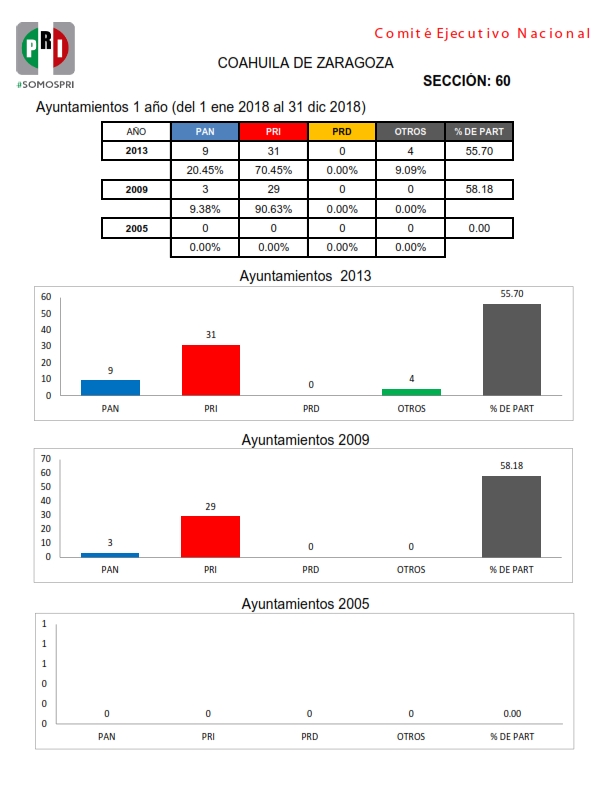 Comité Ejecutivo Nacional
PRI
#SOMOSPRI
COAHUILA DE ZARAGOZA
SECCIÓN: 60
Ayuntamientos 1 año (del 1 ene 2018 al 31 dic 2018)
AÑO PAN PRI PRD OTROS % DE PART
2013 9 31 0 4 55.70
20.45% 70.45% 0.00% 9.09%
2009 3 29 0 0 58.18
9.38% 90.63% 0.00% 0.00%
2005 0 0 0 0 0.00
0.00% 0.00% 0.00% 0.00%
Ayuntamientos 2013
60
50
40
30
20
10
0
9 31 0 4 55.70
PAN PRI PRD OTROS % DE PART
Ayuntamientos 2009
70
60
50
40
30
20
10
0
3 29 0 0 58.18
PAN PRI PRD OTROS % DE PART
Ayuntamientos 2005
1
1
1
0
0
0
0 0 0 0 0.00
PAN PRI PRD OTROS % DE PART